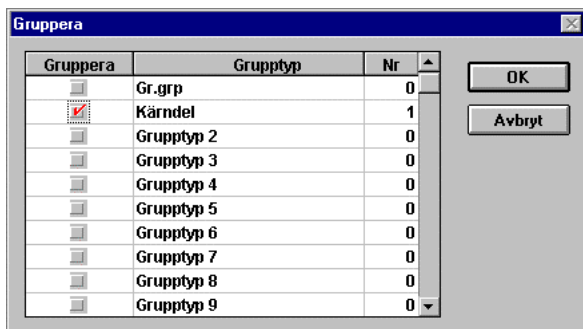 Gruppera
Gruppera Grupptyp Nr
Gr.grp 0
Kärndel 1
Grupptyp 2 0
Grupptyp 3 0
Grupptyp 4 0
Grupptyp 5 0
Grupptyp 6 0
Grupptyp 7 0
Grupptyp 8 0
Grupptyp 9 0
OK
Avbryt